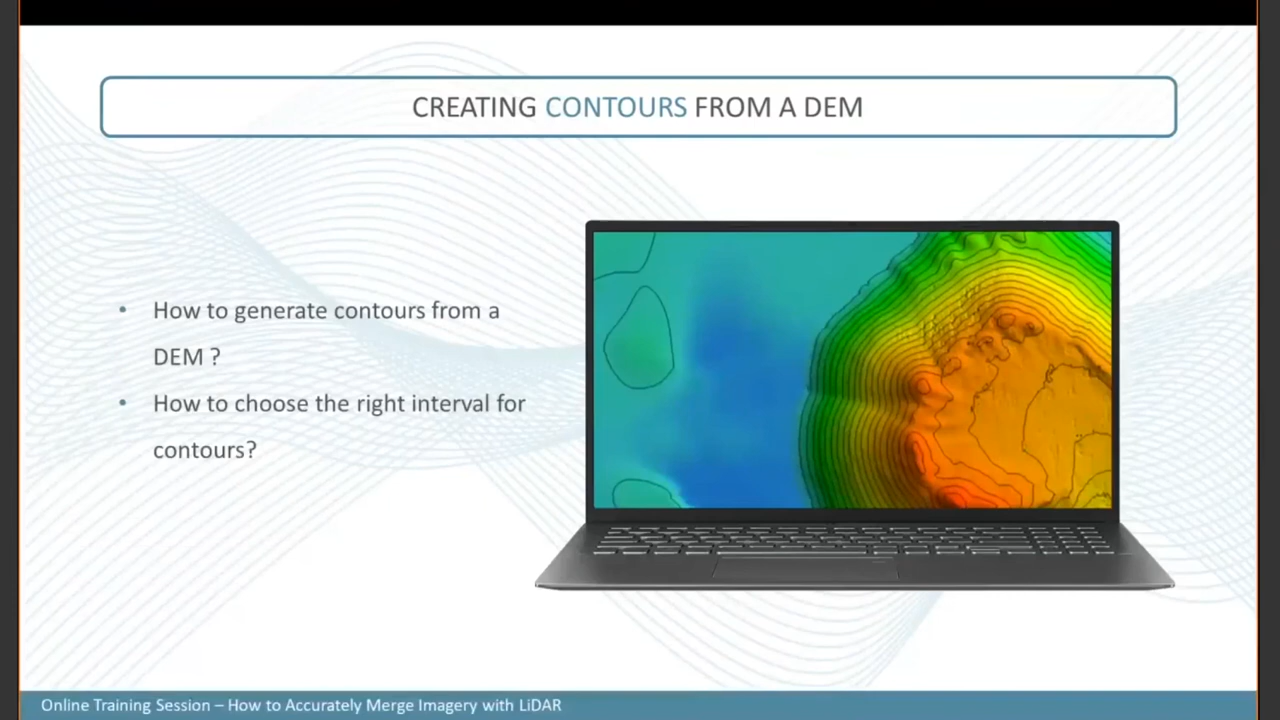 CREATING CONTOURS FROM A DEM
• How to generate contours from a
DEM ?
• How to choose the right interval for
contours?
Online Training Session – How to Accurately Merge Imagery with LiDAR